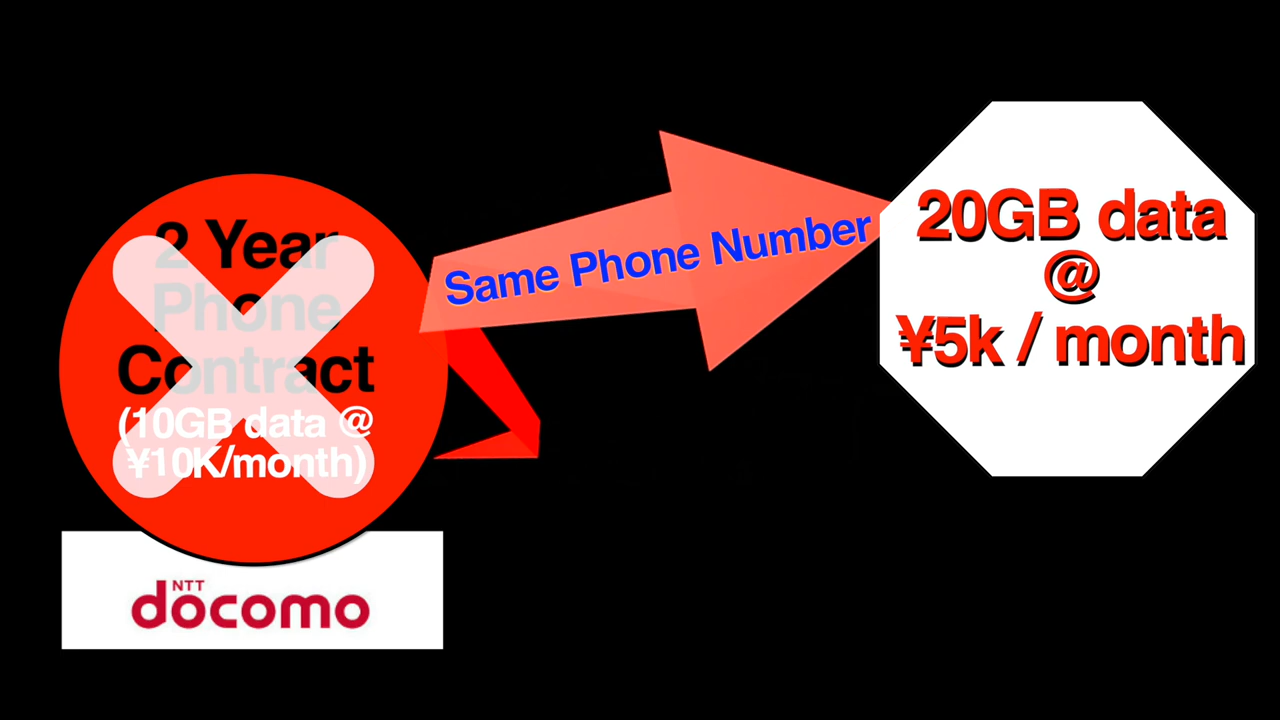 2 Year
Phone
Contract
(10GB data @
¥10K/month)
NTT
docomo
Same Phone Number
20GB data
@
¥5k / month